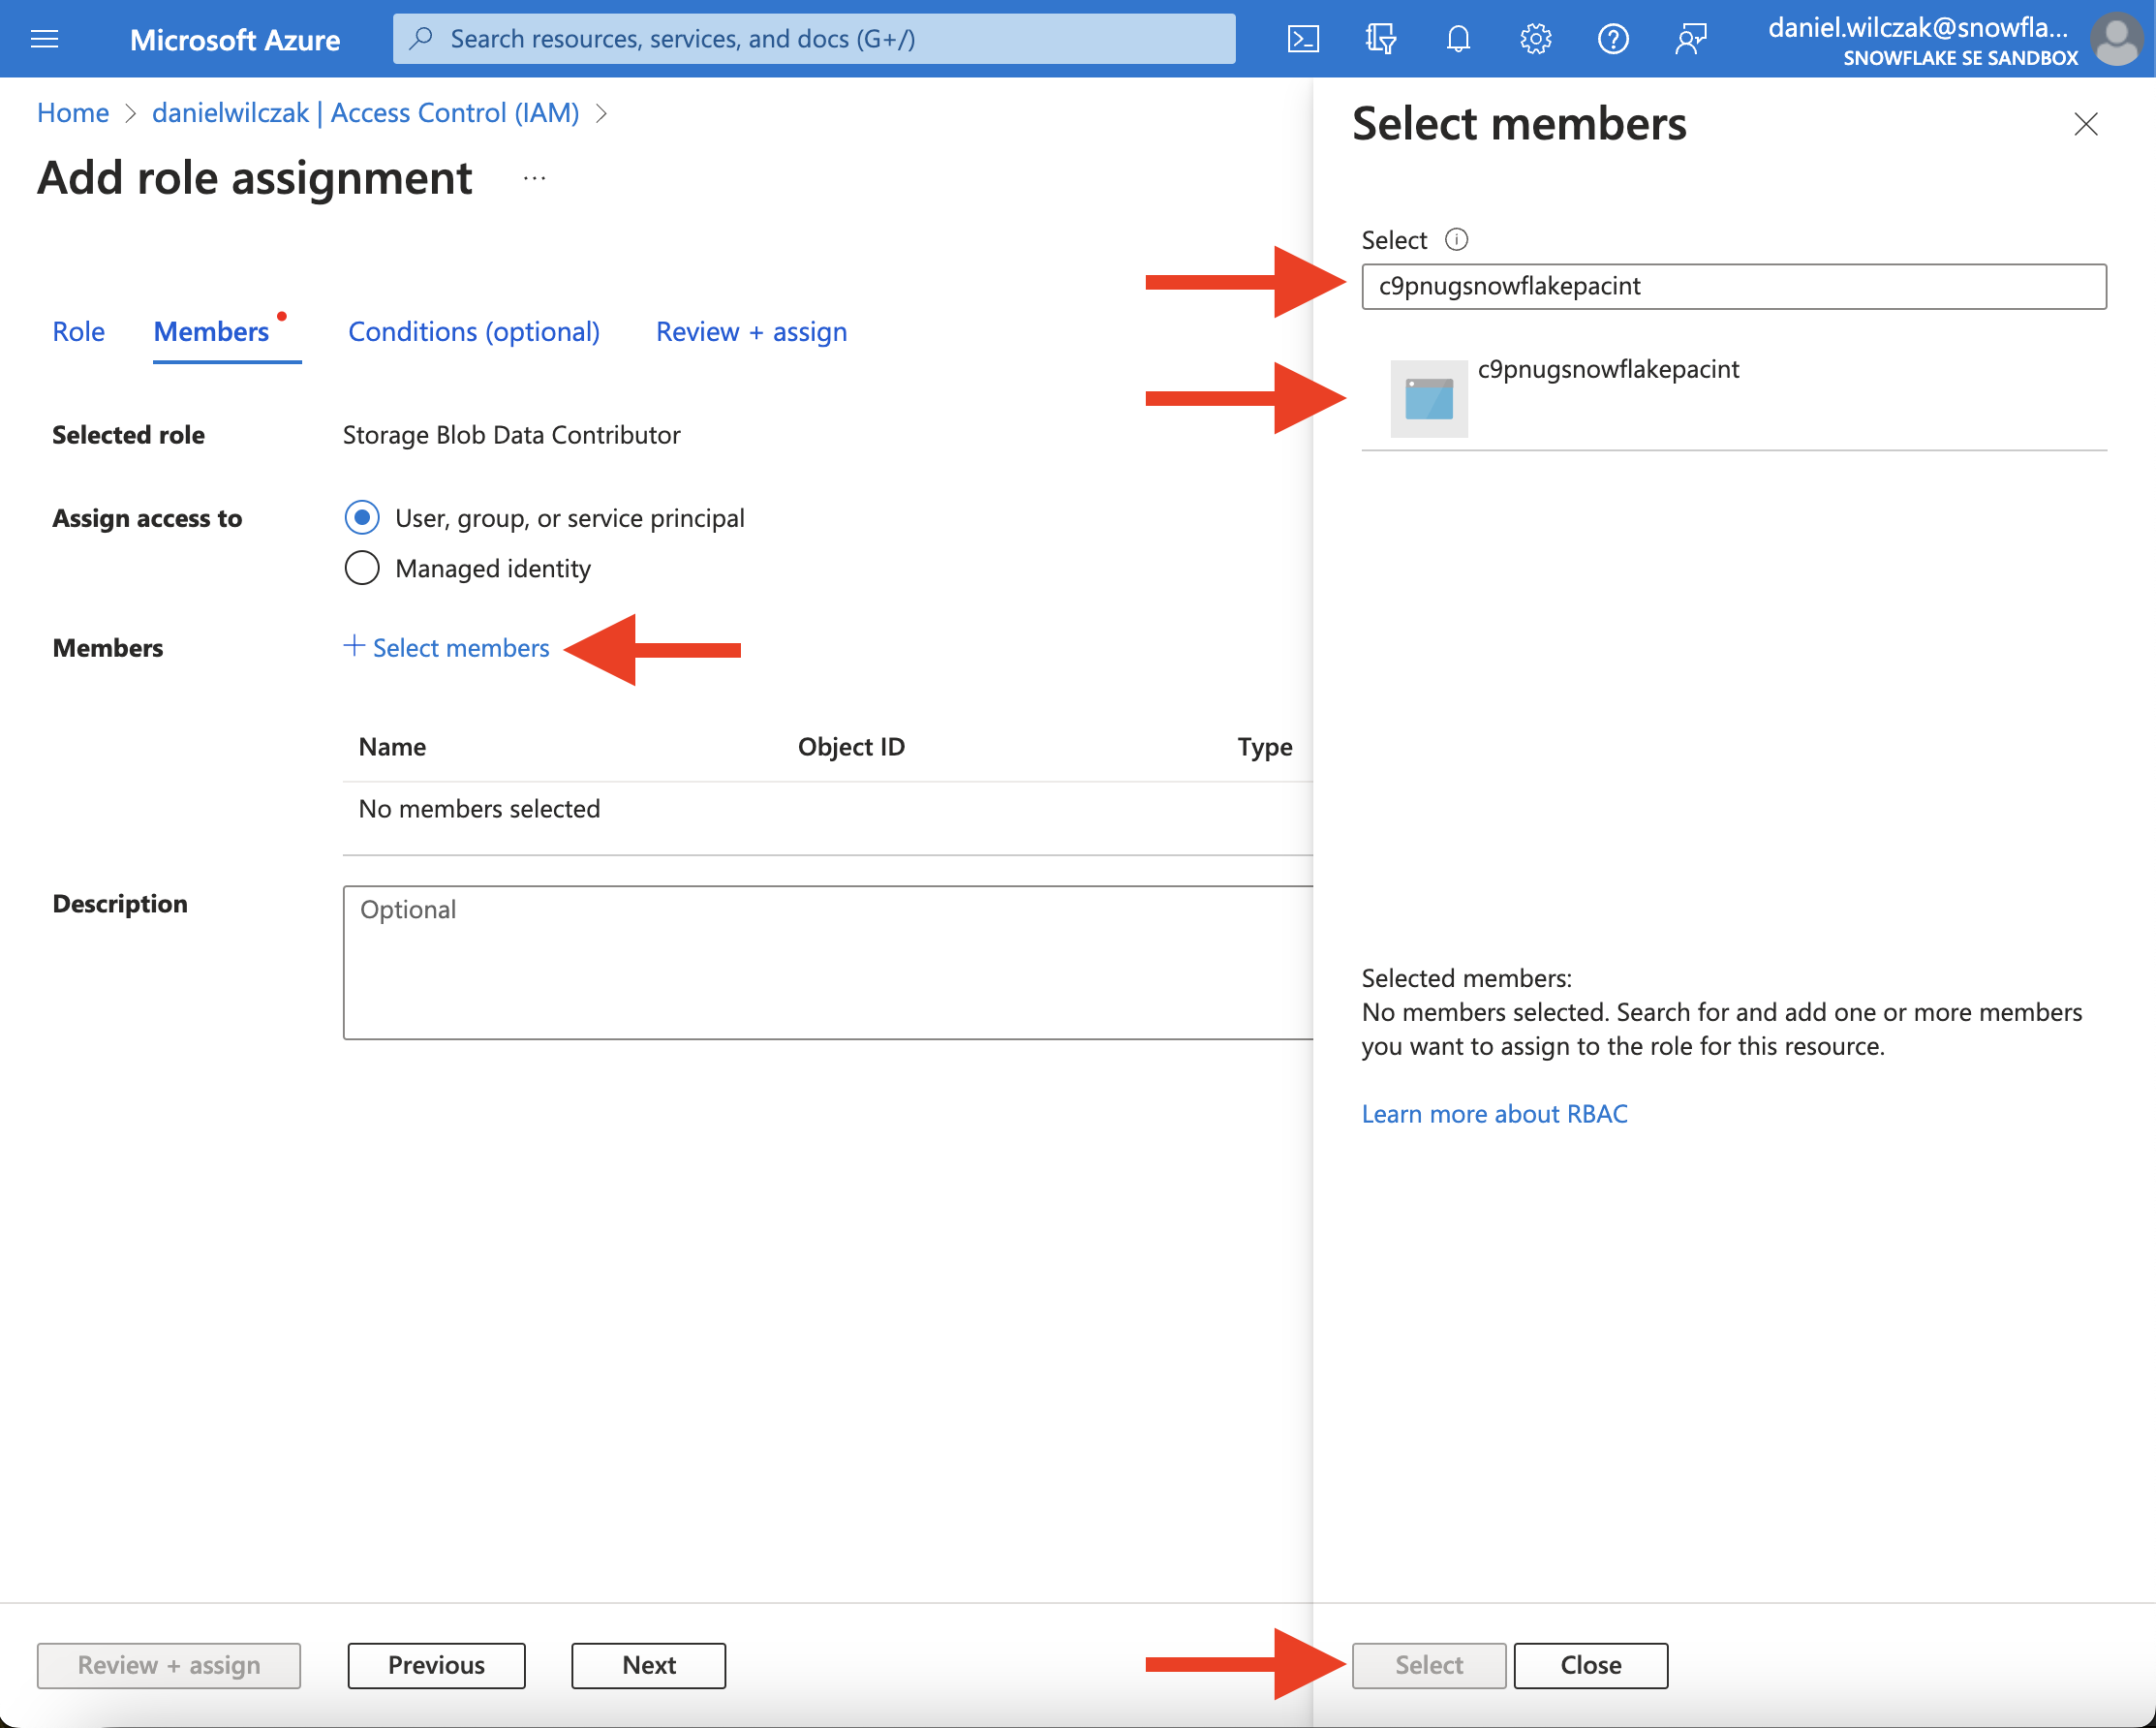 Microsoft Azure
Search resources, services, and docs (G+/)
daniel.wilczak@snowfla...
SNOWFLAKE SE SANDBOX
Home > danielwilczak | Access Control (IAM) >
Add role assignment ...
Role Members Conditions (optional) Review + assign
Selected role Storage Blob Data Contributor
Assign access to User, group, or service principal
Managed identity
Members + Select members
Name Object ID Type
No members selected
Description Optional
Review + assign Previous Next
Select members
Select
c9pnugsnowflakepacint
c9pnugsnowflakepacint
Selected members:
No members selected. Search for and add one or more members
you want to assign to the role for this resource.
Learn more about RBAC
Select Close